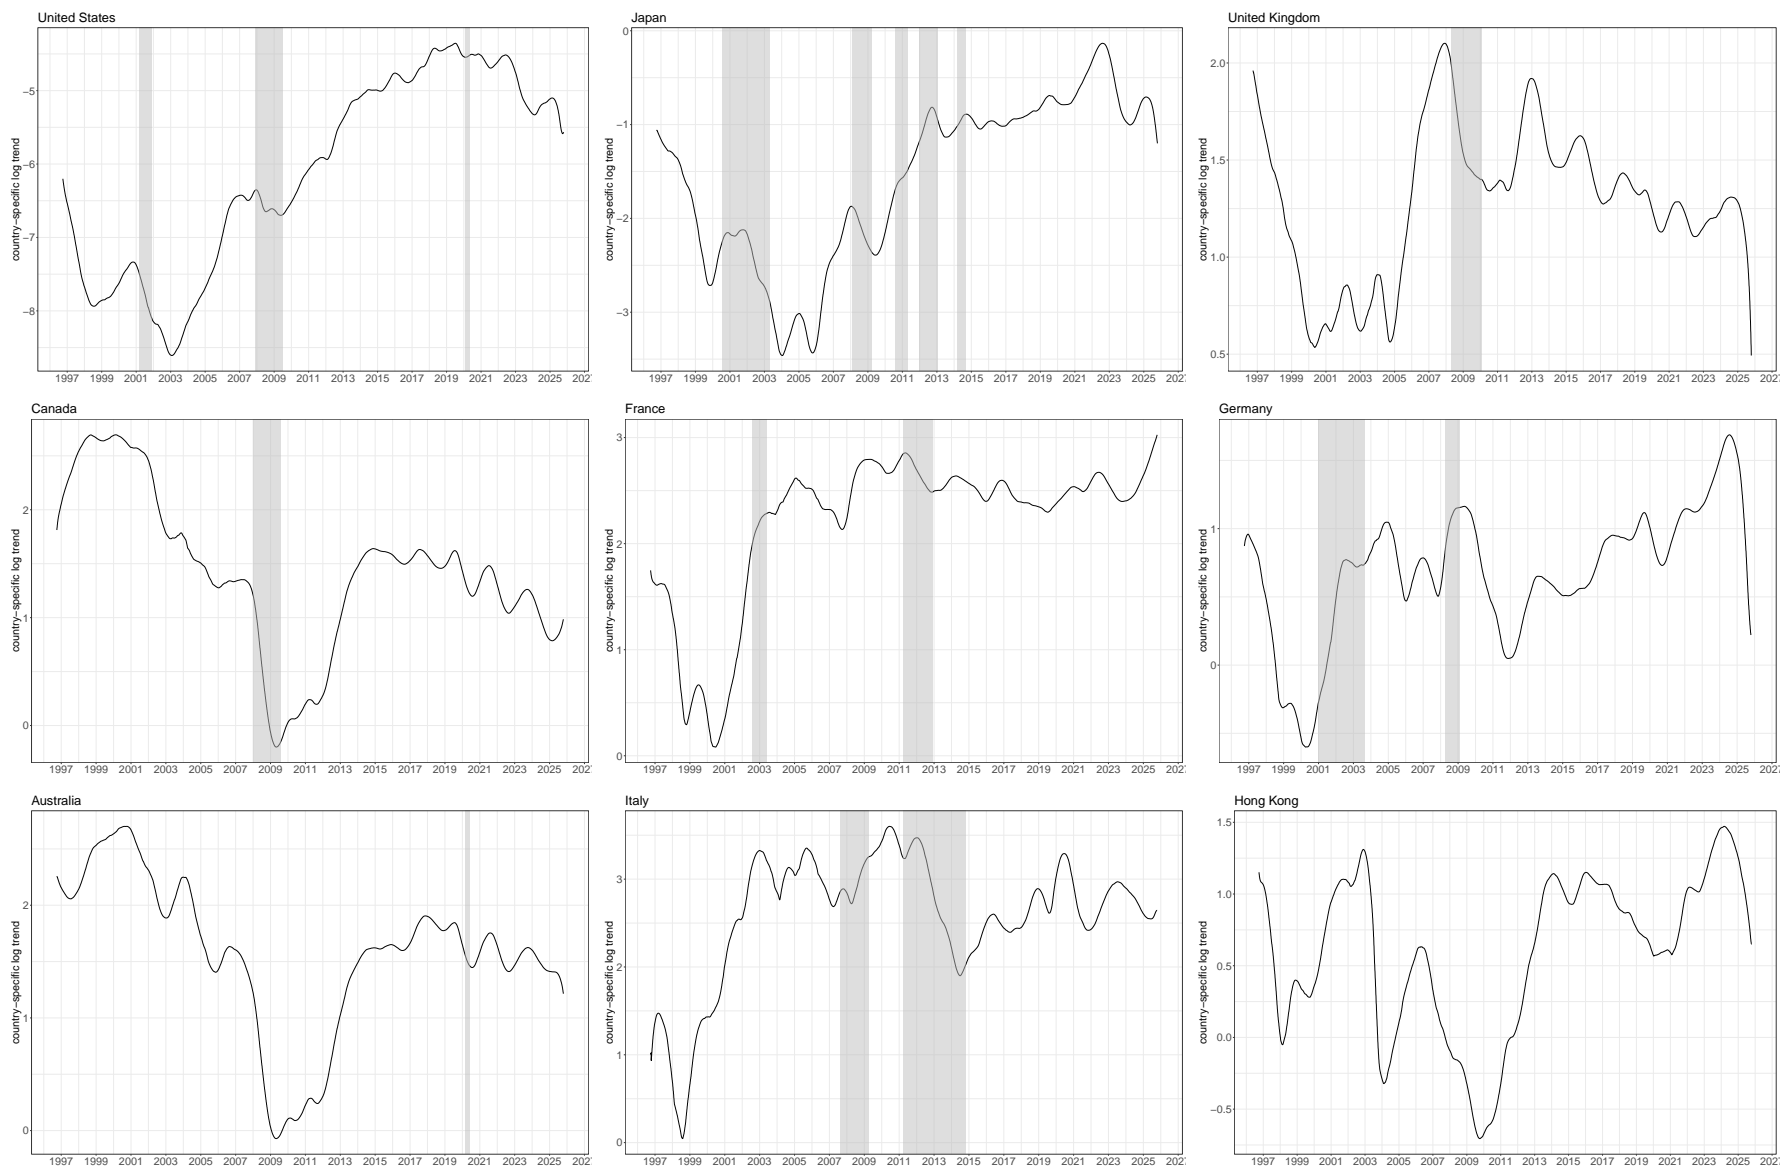 United States
country−specific log trend
−5
−6
−7
−8
1997 1999 2001 2003 2005 2007 2009 2011 2013 2015 2017 2019 2021 2023 2025 202
Japan
country−specific log trend
0
−1
−2
−3
1997 1999 2001 2003 2005 2007 2009 2011 2013 2015 2017 2019 2021 2023 2025 202
United Kingdom
country−specific log trend
2.0
1.5
1.0
0.5
1997 1999 2001 2003 2005 2007 2009 2011 2013 2015 2017 2019 2021 2023 2025 202
Canada
country−specific log trend
2
1
0
1997 1999 2001 2003 2005 2007 2009 2011 2013 2015 2017 2019 2021 2023 2025 202
France
country−specific log trend
3
2
1
0
1997 1999 2001 2003 2005 2007 2009 2011 2013 2015 2017 2019 2021 2023 2025 202
Germany
country−specific log trend
1
0
1997 1999 2001 2003 2005 2007 2009 2011 2013 2015 2017 2019 2021 2023 2025 202
Australia
country−specific log trend
2
1
0
1997 1999 2001 2003 2005 2007 2009 2011 2013 2015 2017 2019 2021 2023 2025 202
Italy
country−specific log trend
3
2
1
0
1997 1999 2001 2003 2005 2007 2009 2011 2013 2015 2017 2019 2021 2023 2025 202
Hong Kong
country−specific log trend
1.5
1.0
0.5
0.0
−0.5
1997 1999 2001 2003 2005 2007 2009 2011 2013 2015 2017 2019 2021 2023 2025 202